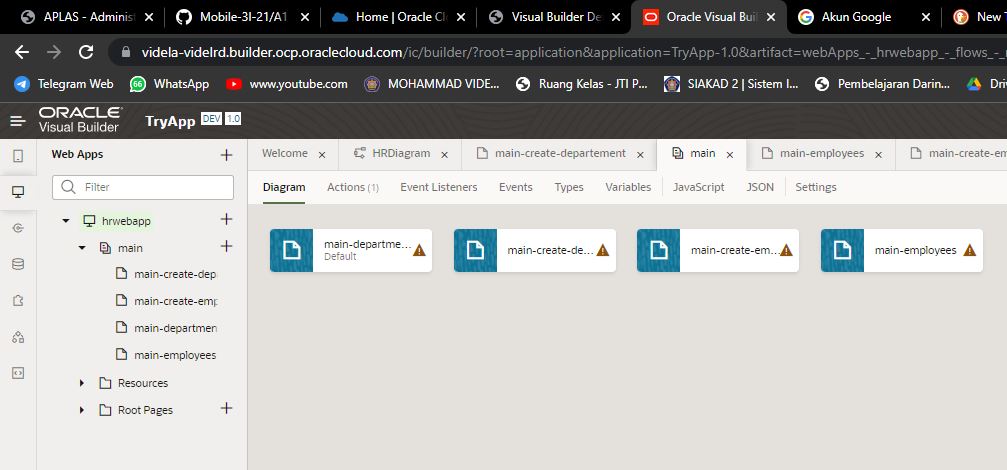 APLAS - Adminis
Mobile-3I-21/A1
Home | Oracle Clo
Visual Builder De
Oracle Visual Buil
Akun Google
New T
videla-videlrd.builder.ocp.oraclecloud.com/ic/builder/?root=application&application=TryApp-1.0&artifact=webApps_-_hrwebapp_-_flows_-_
Telegram Web
66
WhatsApp
www.youtube.com
MOHAMMAD VIDE...
Ruang Kelas - JTI P...
SIAKAD 2 | Sistem I...
Pembelajaran Darin...
Driv
ORACLE
Visual Builder
TryApp
DEV
1.0
Web Apps
Filter
hrwebapp
main
main-create-dep
main-create-emp
main-departmen
main-employees
Resources
Root Pages
Welcome
HRDiagram
main-create-departement
main
main-employees
main-create-em
Diagram
Actions (1)
Event Listeners
Events
Types
Variables
JavaScript
JSON
Settings
main-departme...
Default
main-create-de...
main-create-em...
main-employees